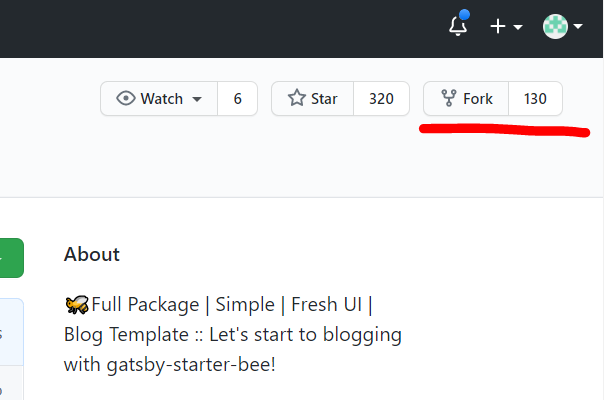 Watch 6 Star 320 Fork 130
About
🐝Full Package | Simple | Fresh UI |
Blog Template :: Let's start to blogging
with gatsby-starter-bee!